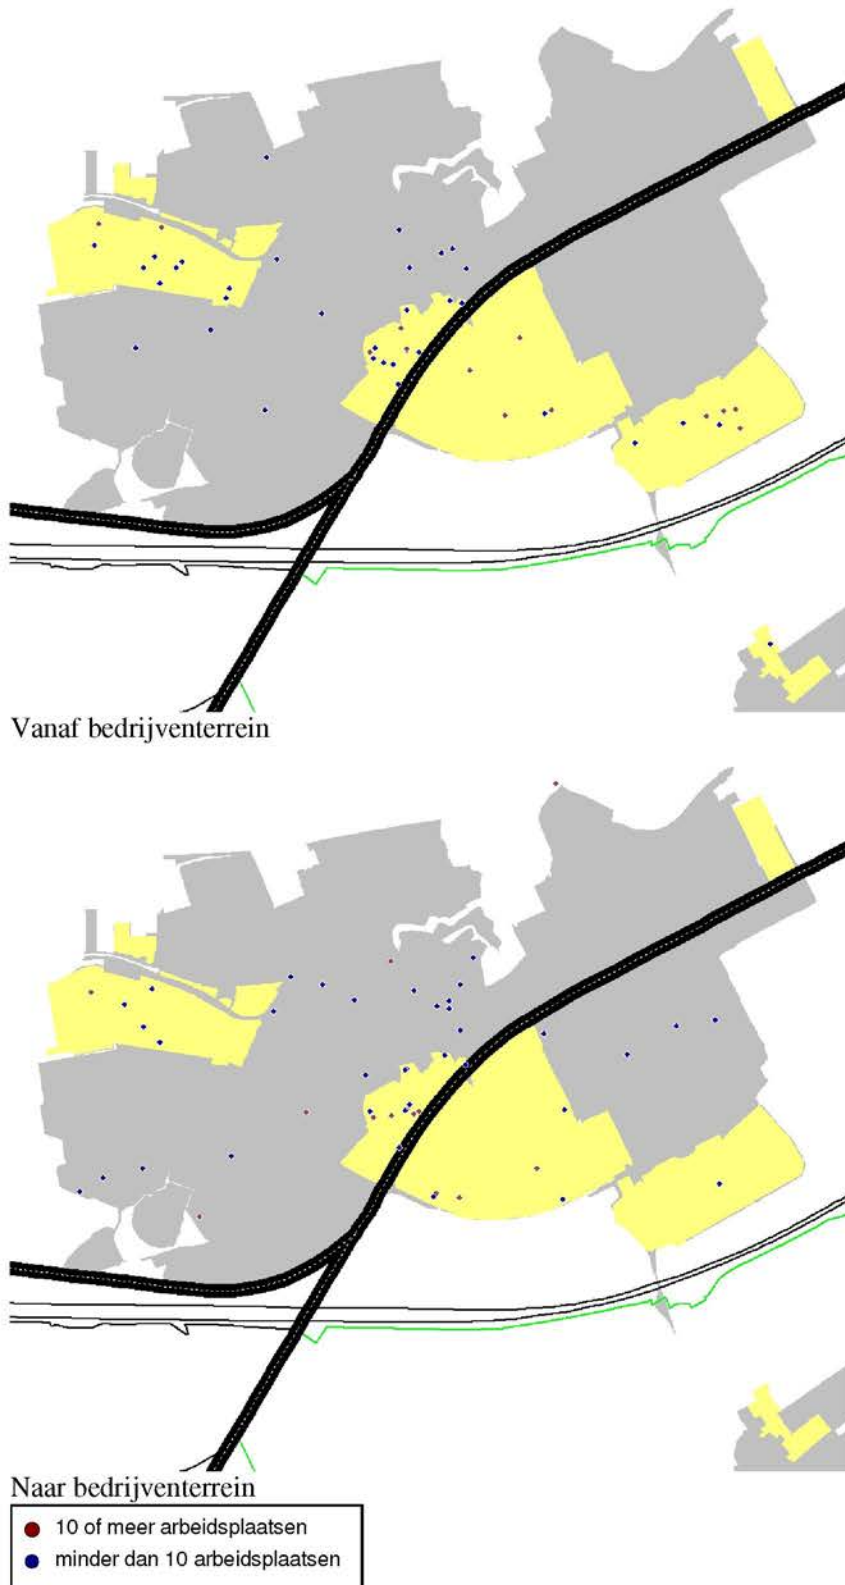 Vanaf bedrijventerrein
Naar bedrijventerrein
10 of meer arbeidsplaatsen
minder dan 10 arbeidsplaatsen